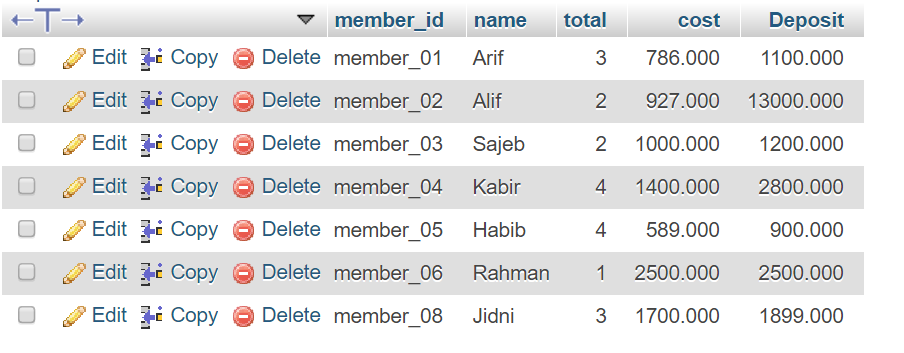 member_id name total cost Deposit
Edit Copy Delete member_01 Arif 3 786.000 1100.000
Edit Copy Delete member_02 Alif 2 927.000 13000.000
Edit Copy Delete member_03 Sajeb 2 1000.000 1200.000
Edit Copy Delete member_04 Kabir 4 1400.000 2800.000
Edit Copy Delete member_05 Habib 4 589.000 900.000
Edit Copy Delete member_06 Rahman 1 2500.000 2500.000
Edit Copy Delete member_08 Jidni 3 1700.000 1899.000